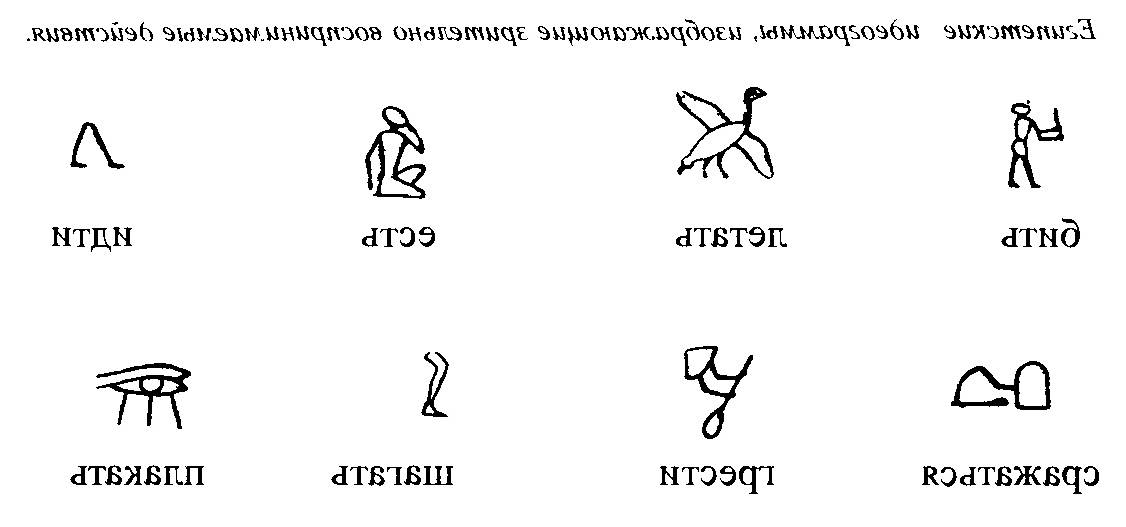 Египетские идеограммы, изображающие зрительно воспринимаемые действия.
бить летать есть идти
сражаться грести шагать плакать